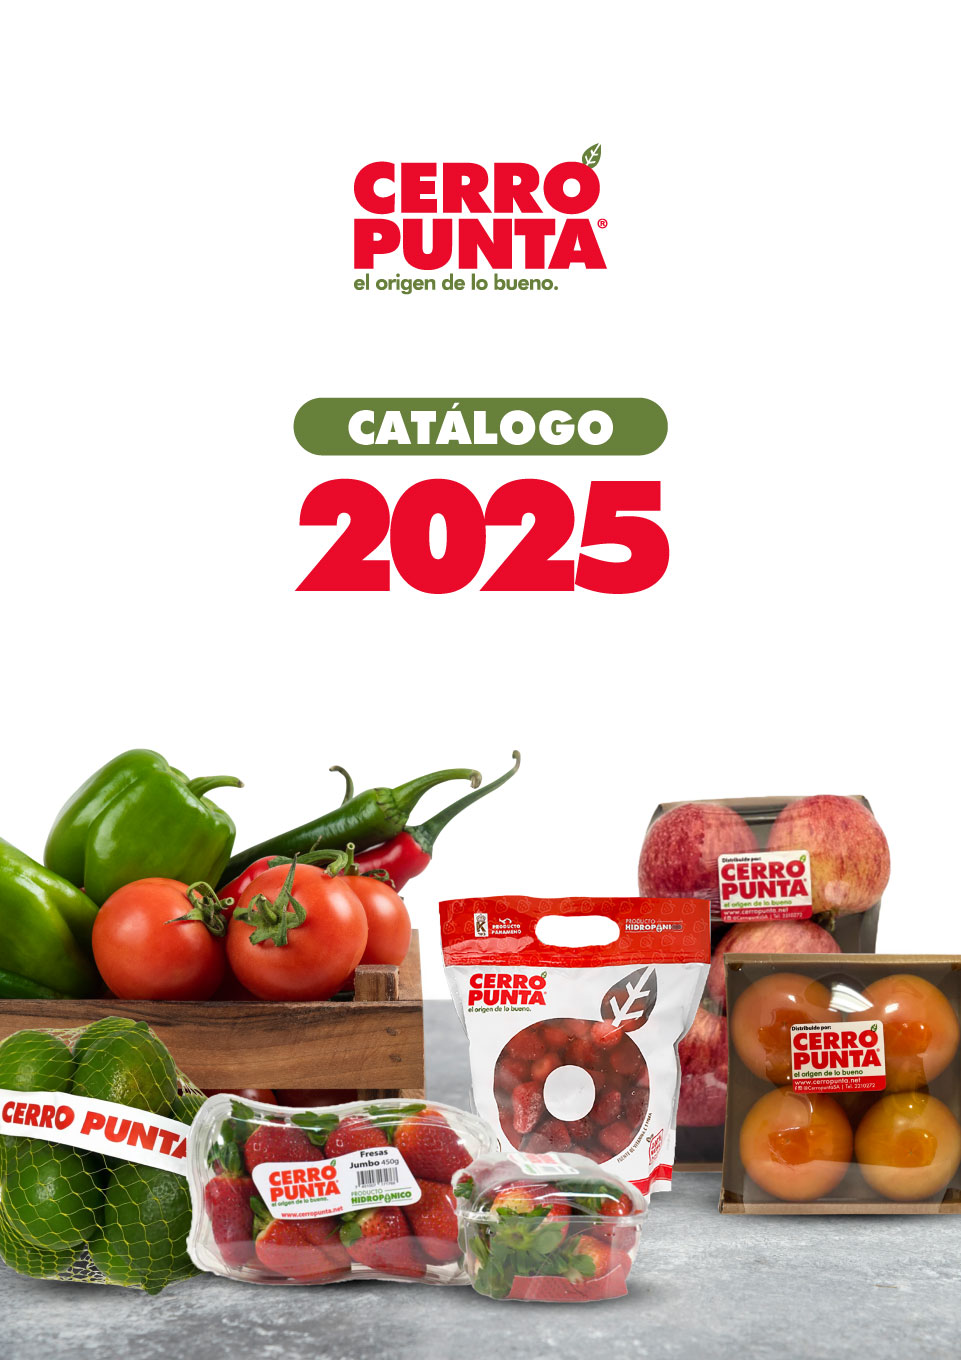 CERRO
PUNTA®
el origen de lo bueno.
CATÁLOGO
2025
Distribuido por:
CERRO
PUNTA®
el origen de lo bueno
www.cerropunta.net
PRODUCTO
PANAMEÑO
PRODUCTO
HIDROPÓNICO
CERRO
PUNTA
el origen de lo bueno.
Distribuido por:
CERRO
PUNTA®
el origen de lo bueno
www.cerropunta.net
@CerropuntaSA | Tel. 2210272
CERRO PUNTA
Fresas
Jumbo 450g
CERRO
PUNTA
el origen de lo bueno.
www.cerropunta.net
PRODUCTO
HIDROPÓNICO